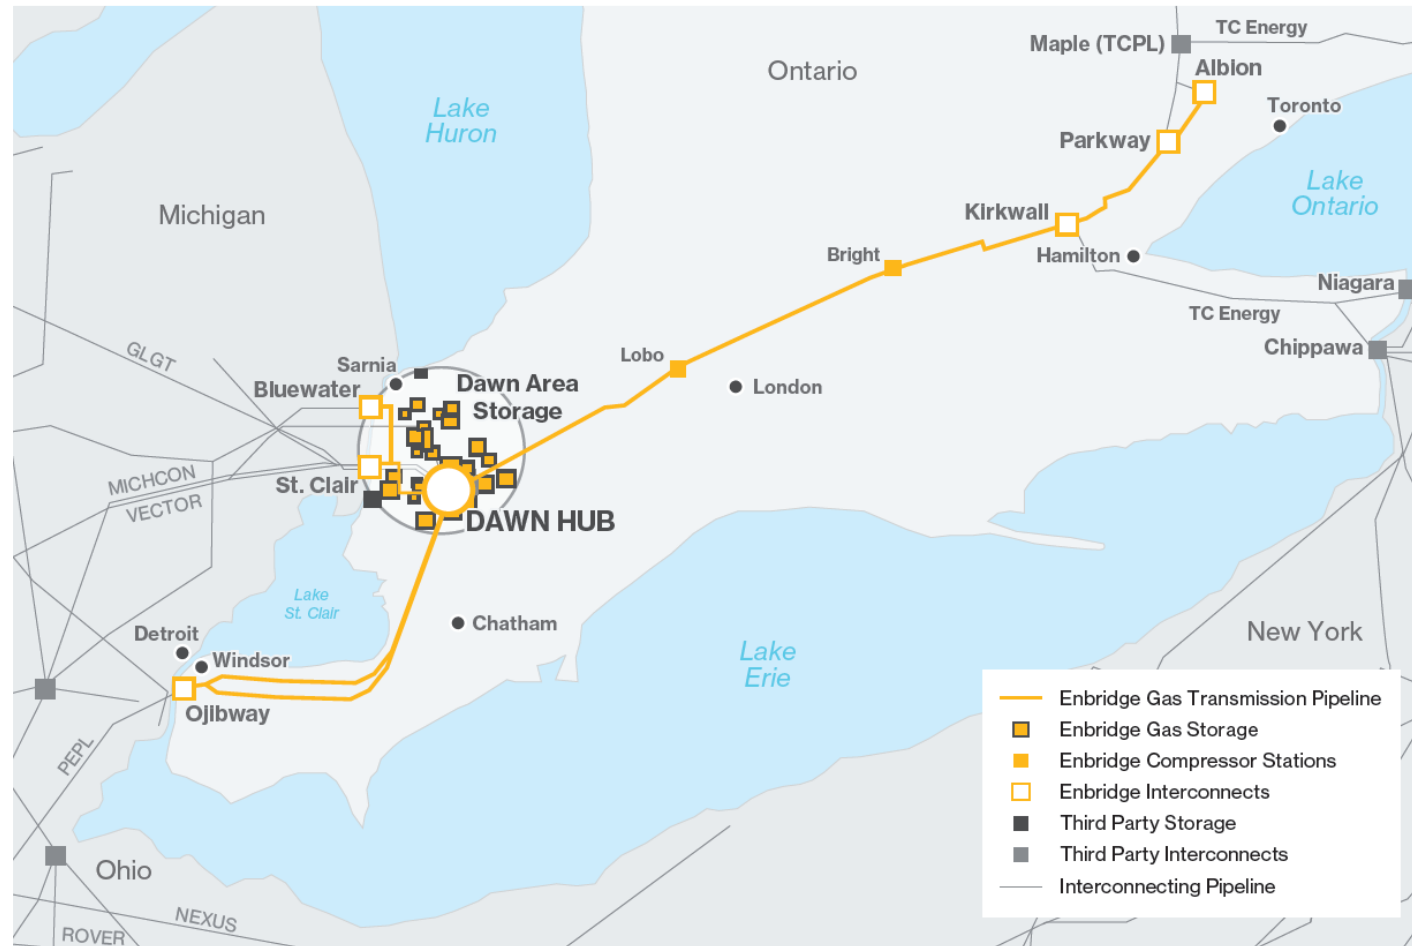 TC Energy
Maple (TCPL)
Albion
Ontario
Lake
Huron
Toronto
Parkway
Lake
Ontario
Michigan
Kirkwall
Bright
Hamilton
Niagara
TC Energy
Chippawa
GLGT
Sarnia
Lobo
Bluewater
Dawn Area
Storage
London
MICHCON
VECTOR
St. Clair
DAWN HUB
Lake
St. Clair
Chatham
Detroit
Windsor
Lake
Erie
New York
Ojibway
PEPL
Ohio
NEXUS
ROVER
Enbridge Gas Transmission Pipeline
Enbridge Gas Storage
Enbridge Compressor Stations
Enbridge Interconnects
Third Party Storage
Third Party Interconnects
Interconnecting Pipeline